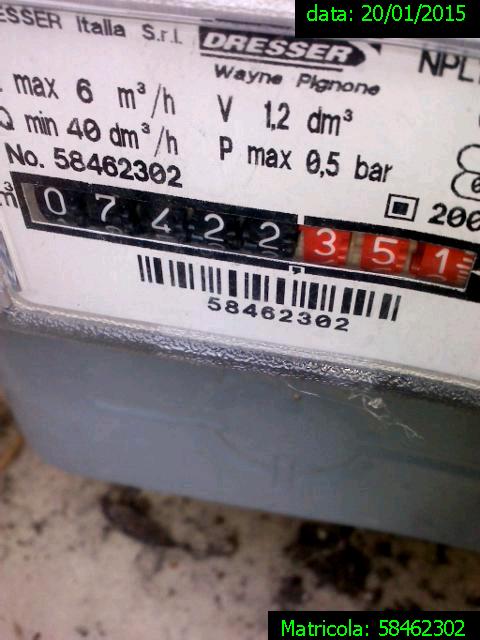 data: 20/01/2015
ESSER Italia S.r.l.
DRESSER
Wayne Pignone
NPL
max 6 m³/h
V 1,2 dm³
Q min 40 dm³/h
P max 0,5 bar
No. 58462302
200
m³
07422351
58462302
Matricola: 58462302